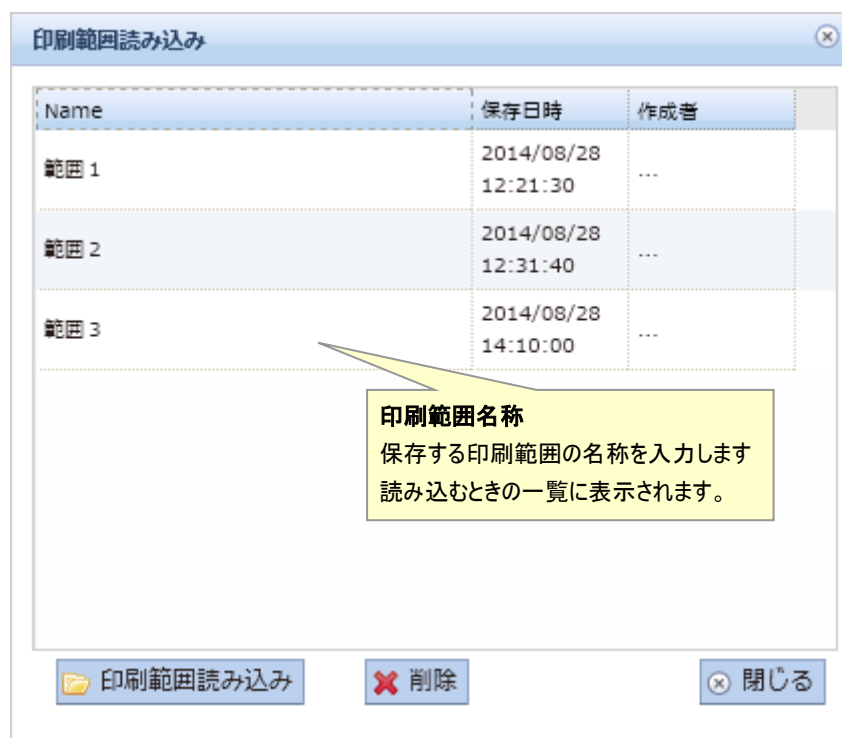 印刷範囲読み込み
Name 保存日時 作成者
範囲 1 2014/08/28 12:21:30 ...
範囲 2 2014/08/28 12:31:40 ...
範囲 3 2014/08/28 14:10:00 ...
印刷範囲名称
保存する印刷範囲の名称を入力します
読み込むときの一覧に表示されます。
印刷範囲読み込み 削除 閉じる